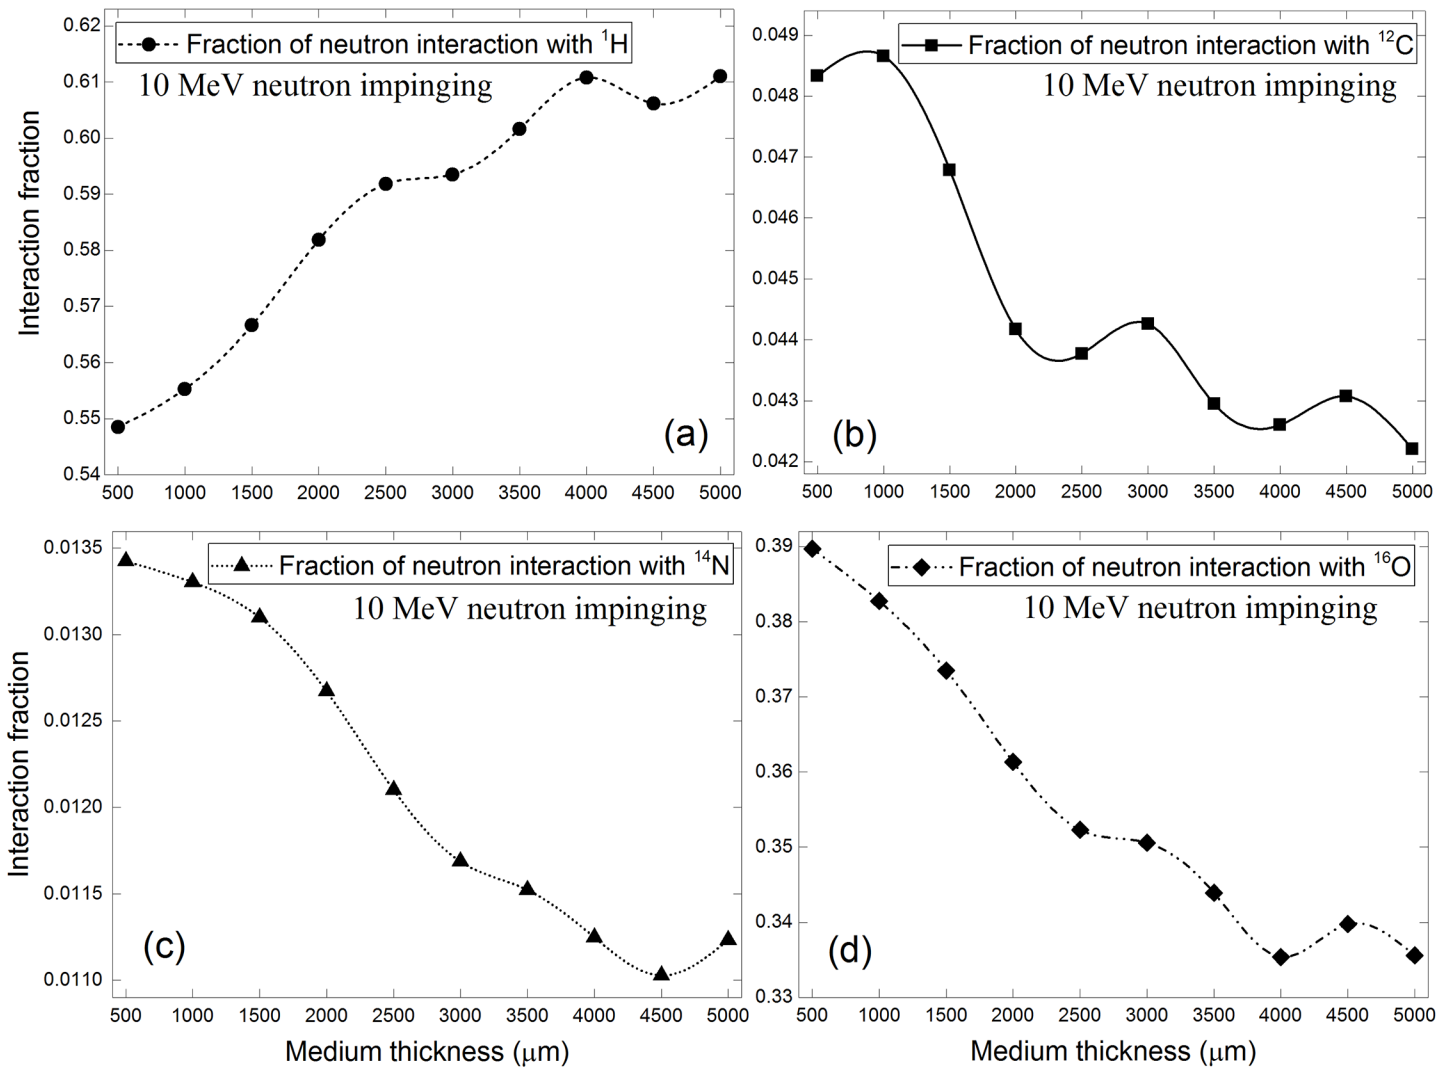 Fraction of neutron interaction with ¹H
10 MeV neutron impinging
Interaction fraction
0.62
0.61
0.60
0.59
0.58
0.57
0.56
0.55
0.54
(a)
500 1000 1500 2000 2500 3000 3500 4000 4500 5000
Fraction of neutron interaction with ¹²C
10 MeV neutron impinging
0.049
0.048
0.047
0.046
0.045
0.044
0.043
0.042
(b)
500 1000 1500 2000 2500 3000 3500 4000 4500 5000
Fraction of neutron interaction with ¹⁴N
10 MeV neutron impinging
Interaction fraction
0.0135
0.0130
0.0125
0.0120
0.0115
0.0110
(c)
500 1000 1500 2000 2500 3000 3500 4000 4500 5000
Medium thickness (μm)
Fraction of neutron interaction with ¹⁶O
10 MeV neutron impinging
0.39
0.38
0.37
0.36
0.35
0.34
0.33
(d)
500 1000 1500 2000 2500 3000 3500 4000 4500 5000
Medium thickness (μm)